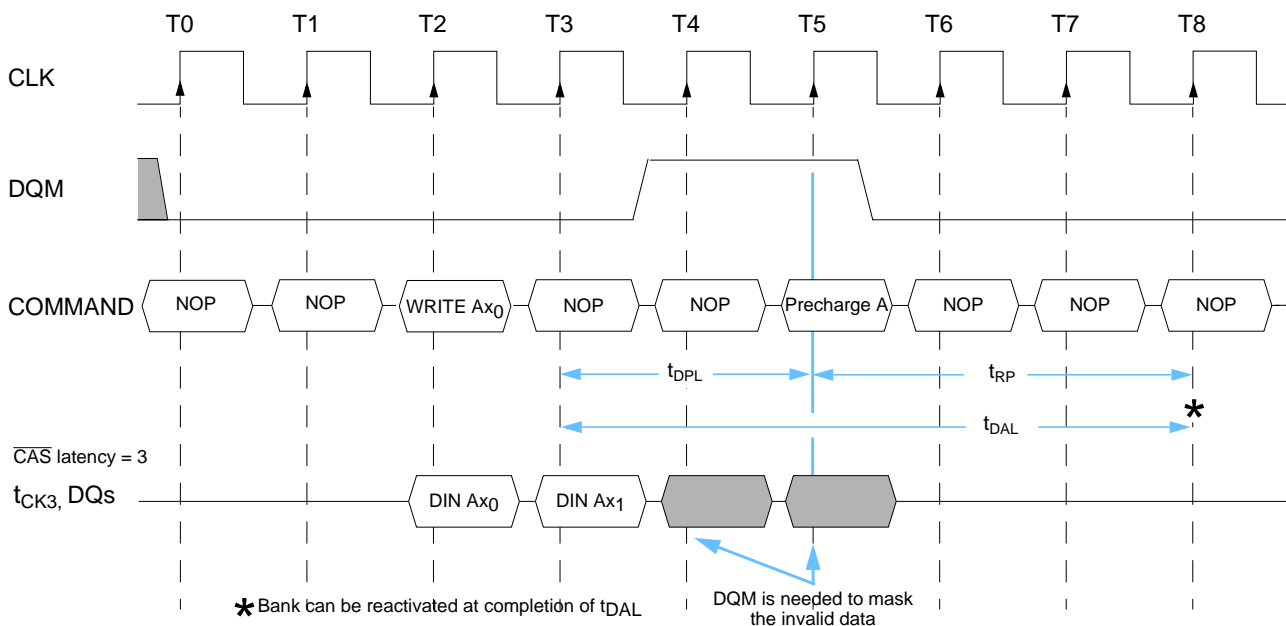 T0 T1 T2 T3 T4 T5 T6 T7 T8
CLK
DQM
COMMAND NOP NOP WRITE Ax0 NOP NOP Precharge A NOP NOP NOP
tDPL tRP
*
tDAL
CAS latency = 3
tCK3, DQs DIN Ax0 DIN Ax1
* Bank can be reactivated at completion of tDAL
DQM is needed to mask
the invalid data